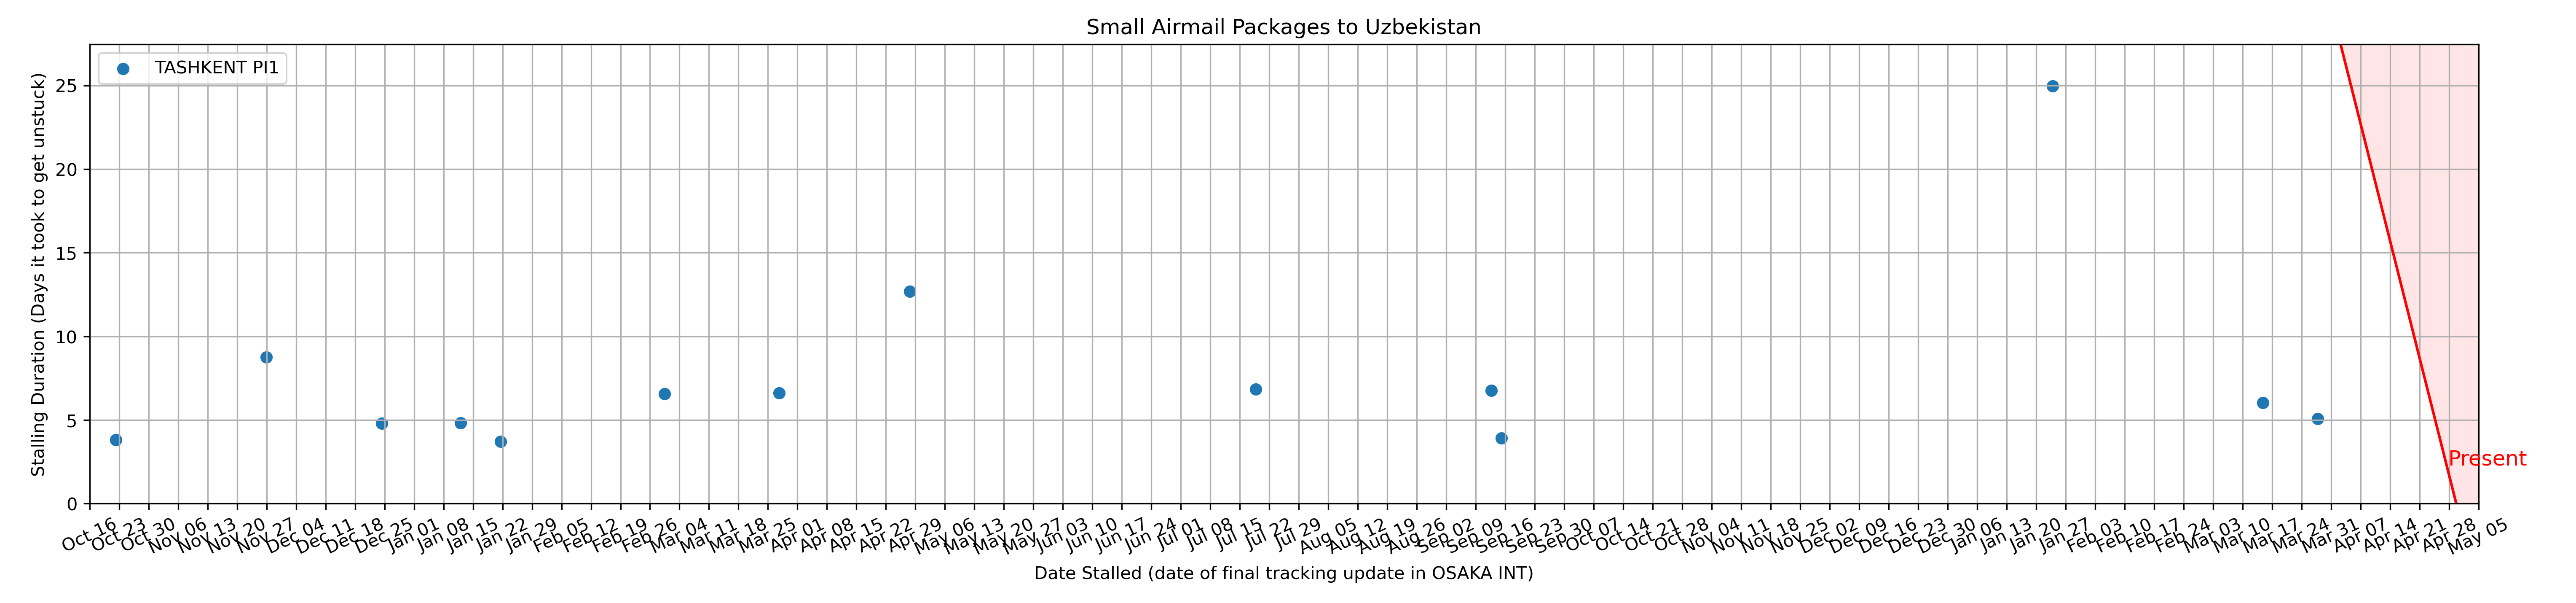 Small Airmail Packages to Uzbekistan
TASHKENT PI1
Stalling Duration (Days it took to get unstuck)
25
20
15
10
5
0
Present
Oct 16 Oct 23 Oct 30 Nov 06 Nov 13 Nov 20 Nov 27 Dec 04 Dec 11 Dec 18 Dec 25 Jan 01 Jan 08 Jan 15 Jan 22 Jan 29 Feb 05 Feb 12 Feb 19 Feb 26 Mar 04 Mar 11 Mar 18 Mar 25 Apr 01 Apr 08 Apr 15 Apr 22 Apr 29 May 06 May 13 May 20 May 27 Jun 03 Jun 10 Jun 17 Jun 24 Jul 01 Jul 08 Jul 15 Jul 22 Jul 29 Aug 05 Aug 12 Aug 19 Aug 26 Sep 02 Sep 09 Sep 16 Sep 23 Sep 30 Oct 07 Oct 14 Oct 21 Oct 28 Nov 04 Nov 11 Nov 18 Nov 25 Dec 02 Dec 09 Dec 16 Dec 23 Dec 30 Jan 06 Jan 13 Jan 20 Jan 27 Feb 03 Feb 10 Feb 17 Feb 24 Mar 03 Mar 10 Mar 17 Mar 24 Mar 31 Apr 07 Apr 14 Apr 21 Apr 28 May 05
Date Stalled (date of final tracking update in OSAKA INT)